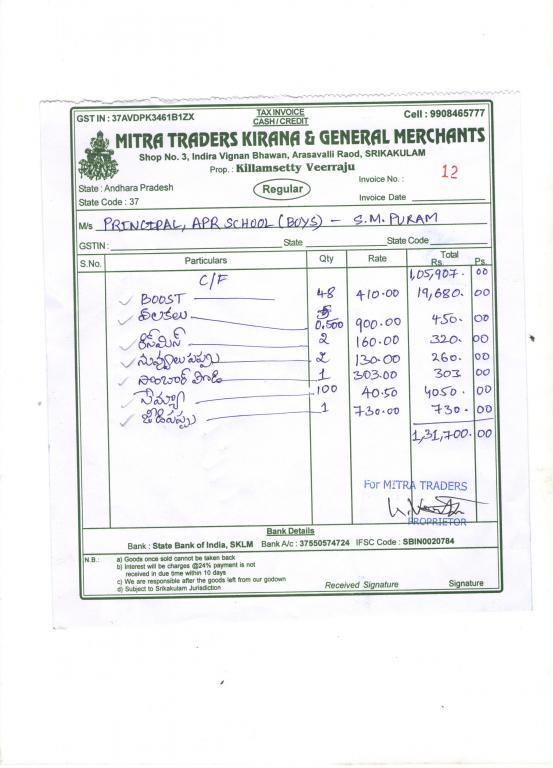 GST IN : 37AVDPK3461B1ZX TAX INVOICE Cell : 9908465777
CASH / CREDIT
MITRA TRADERS KIRANA & GENERAL MERCHANTS
Shop No. 3, Indira Vignan Bhawan, Arasavalli Raod, SRIKAKULAM
Prop. : Killamsetty Veerraju
State : Andhra Pradesh Regular Invoice No. : 12
State Code : 37 Invoice Date
M/s PRINCIPAL, APR SCHOOL (BOYS) - S.M. PURAM
GSTIN : State State Code
S.No. Particulars Qty Rate Total
Rs. Ps.
C/F 1,05,907. 00
BOOST 48 410.00 19,680. 00
యలకలు 0.500 900.00 450. 00
2 160.00 320. 00
నువ్వులు పప్పు 2 130.00 260. 00
సాంబార్ పొడి 1 303.00 303 00
సేమ్యా 100 40.50 4050. 00
జీడిపప్పు 1 730.00 730. 00
1,31,700. 00
For MITRA TRADERS
PROPRIETOR
Bank Details
Bank : State Bank of India, SKLM Bank A/c : 37550574724 IFSC Code : SBIN0020784
N.B.: a) Goods once sold cannot be taken back
b) Interest will be charges @24% payment is not
received in due time within 10 days
c) We are responsible after the goods left from our godown
d) Subject to Srikakulam Jurisdiction
Received Signature Signature